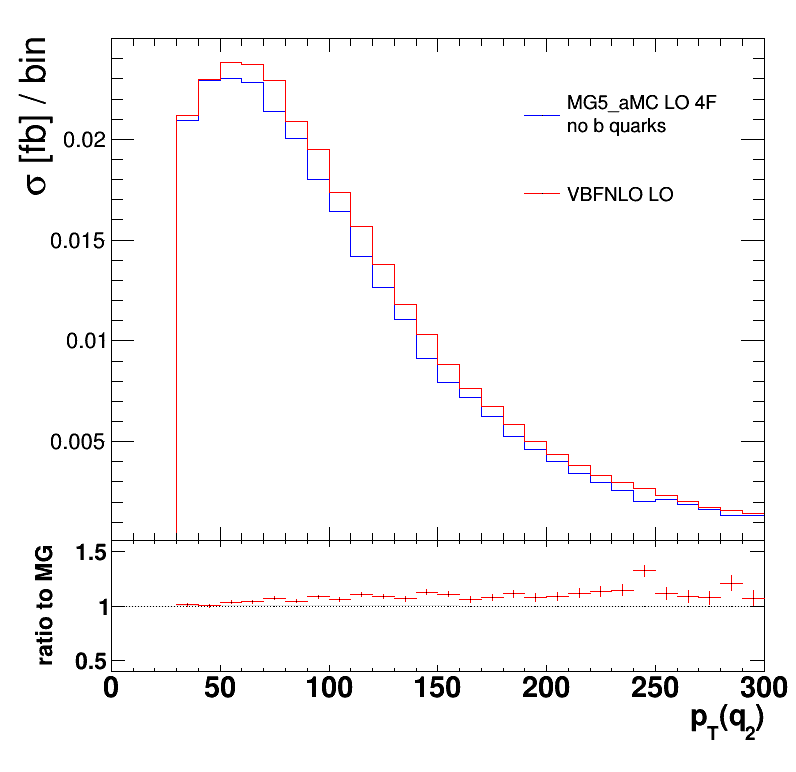 σ [fb] / bin
0.02
0.015
0.01
0.005
MG5_aMC LO 4F
no b quarks
VBFNLO LO
ratio to MG
1.5
1
0.5
0 50 100 150 200 250 300
p_T(q_2)